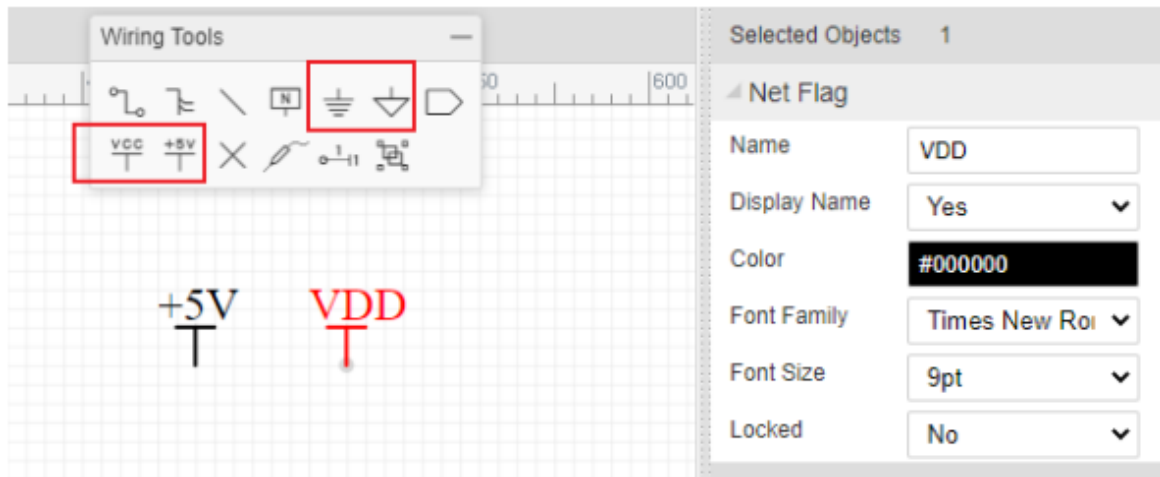 Wiring Tools
N
VCC +5V
1
600
+5V VDD
Selected Objects 1
Net Flag
Name VDD
Display Name Yes
Color #000000
Font Family Times New Ro
Font Size 9pt
Locked No